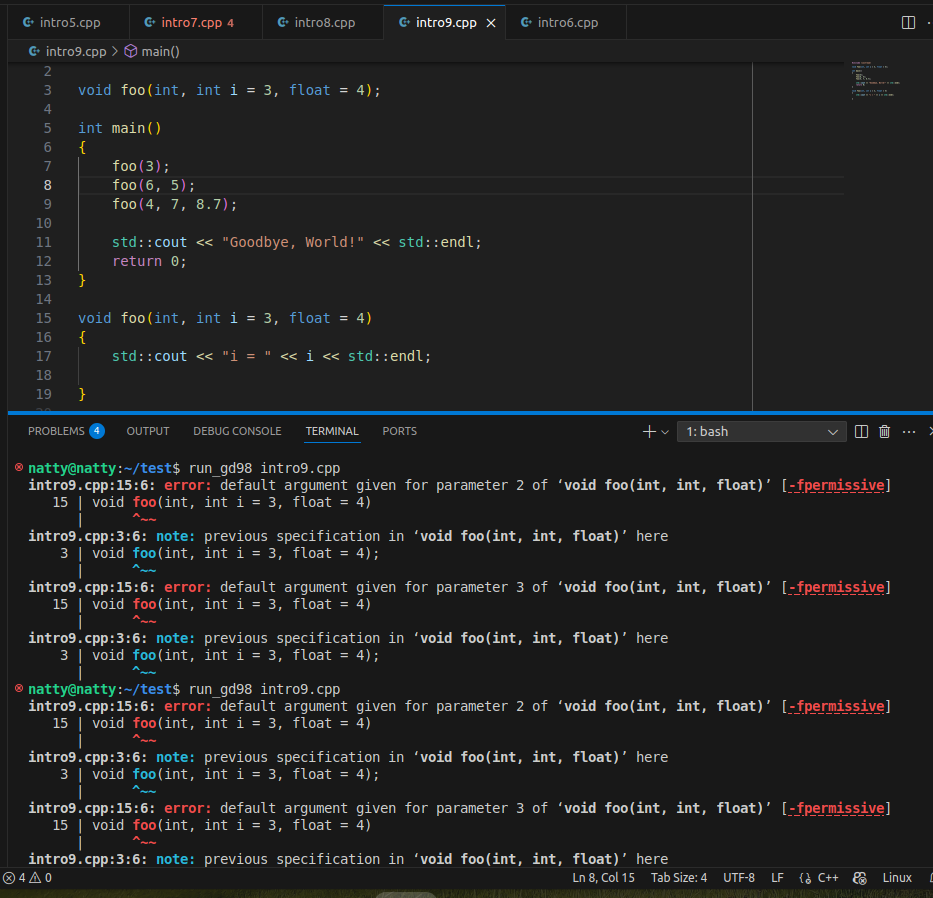 intro5.cpp intro7.cpp 4 intro8.cpp intro9.cpp intro6.cpp
intro9.cpp > main()
2
3 void foo(int, int i = 3, float = 4);
4
5 int main()
6 {
7 foo(3);
8 foo(6, 5);
9 foo(4, 7, 8.7);
10
11 std::cout << "Goodbye, World!" << std::endl;
12 return 0;
13 }
14
15 void foo(int, int i = 3, float = 4)
16 {
17 std::cout << "i = " << i << std::endl;
18
19 }
PROBLEMS 4 OUTPUT DEBUG CONSOLE TERMINAL PORTS 1: bash
natty@natty:~/test$ run_gd98 intro9.cpp
intro9.cpp:15:6: error: default argument given for parameter 2 of ‘void foo(int, int, float)’ [-fpermissive]
15 | void foo(int, int i = 3, float = 4)
| ^~~
intro9.cpp:3:6: note: previous specification in ‘void foo(int, int, float)’ here
3 | void foo(int, int i = 3, float = 4);
| ^~~
intro9.cpp:15:6: error: default argument given for parameter 3 of ‘void foo(int, int, float)’ [-fpermissive]
15 | void foo(int, int i = 3, float = 4)
| ^~~
intro9.cpp:3:6: note: previous specification in ‘void foo(int, int, float)’ here
3 | void foo(int, int i = 3, float = 4);
| ^~~
natty@natty:~/test$ run_gd98 intro9.cpp
intro9.cpp:15:6: error: default argument given for parameter 2 of ‘void foo(int, int, float)’ [-fpermissive]
15 | void foo(int, int i = 3, float = 4)
| ^~~
intro9.cpp:3:6: note: previous specification in ‘void foo(int, int, float)’ here
3 | void foo(int, int i = 3, float = 4);
| ^~~
intro9.cpp:15:6: error: default argument given for parameter 3 of ‘void foo(int, int, float)’ [-fpermissive]
15 | void foo(int, int i = 3, float = 4)
| ^~~
intro9.cpp:3:6: note: previous specification in ‘void foo(int, int, float)’ here
4 0 Ln 8, Col 15 Tab Size: 4 UTF-8 LF C++ Linux